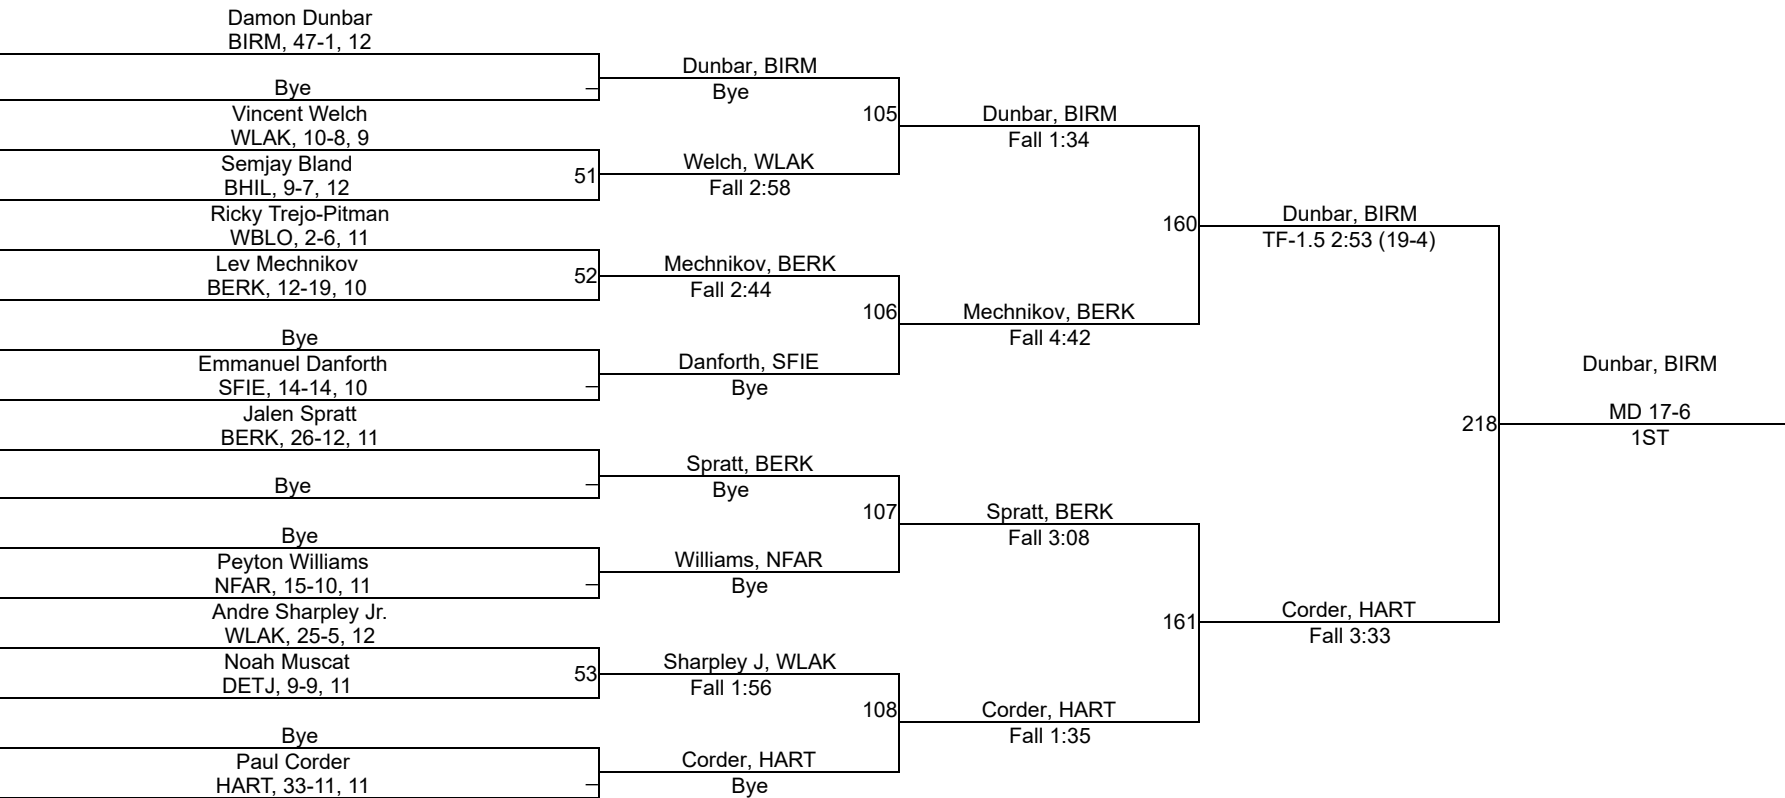 Damon Dunbar
BIRM, 47-1, 12
Bye
Vincent Welch
WLAK, 10-8, 9
Semjay Bland
BHIL, 9-7, 12
51
Ricky Trejo-Pitman
WBLO, 2-6, 11
Lev Mechnikov
BERK, 12-19, 10
52
Bye
Emmanuel Danforth
SFIE, 14-14, 10
Jalen Spratt
BERK, 26-12, 11
Bye
Bye
Peyton Williams
NFAR, 15-10, 11
Andre Sharpley Jr.
WLAK, 25-5, 12
Noah Muscat
DETJ, 9-9, 11
53
Bye
Paul Corder
HART, 33-11, 11
Dunbar, BIRM
Bye
105
Welch, WLAK
Fall 2:58
Mechnikov, BERK
Fall 2:44
106
Danforth, SFIE
Bye
Spratt, BERK
Bye
107
Williams, NFAR
Bye
Sharpley J, WLAK
Fall 1:56
108
Corder, HART
Bye
Dunbar, BIRM
Fall 1:34
160
Mechnikov, BERK
Fall 4:42
Spratt, BERK
Fall 3:08
161
Corder, HART
Fall 1:35
Dunbar, BIRM
TF-1.5 2:53 (19-4)
218
Corder, HART
Fall 3:33
Dunbar, BIRM
MD 17-6
1ST